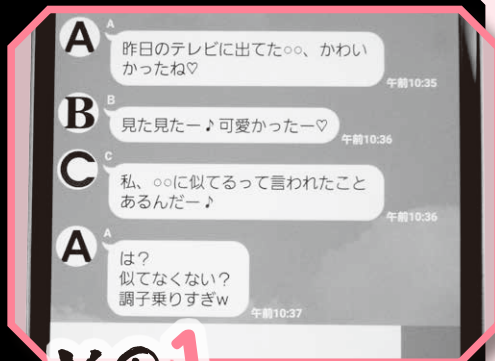 A
A
昨日のテレビに出てた○○、かわい
かったね♡
午前10:35
B
B
見た見たー♪可愛かったー♡
午前10:36
C
C
私、○○に似てるって言われたこと
あるんだー♪
午前10:36
A
A
は？
似てなくない？
調子乗りすぎw
午前10:37
1